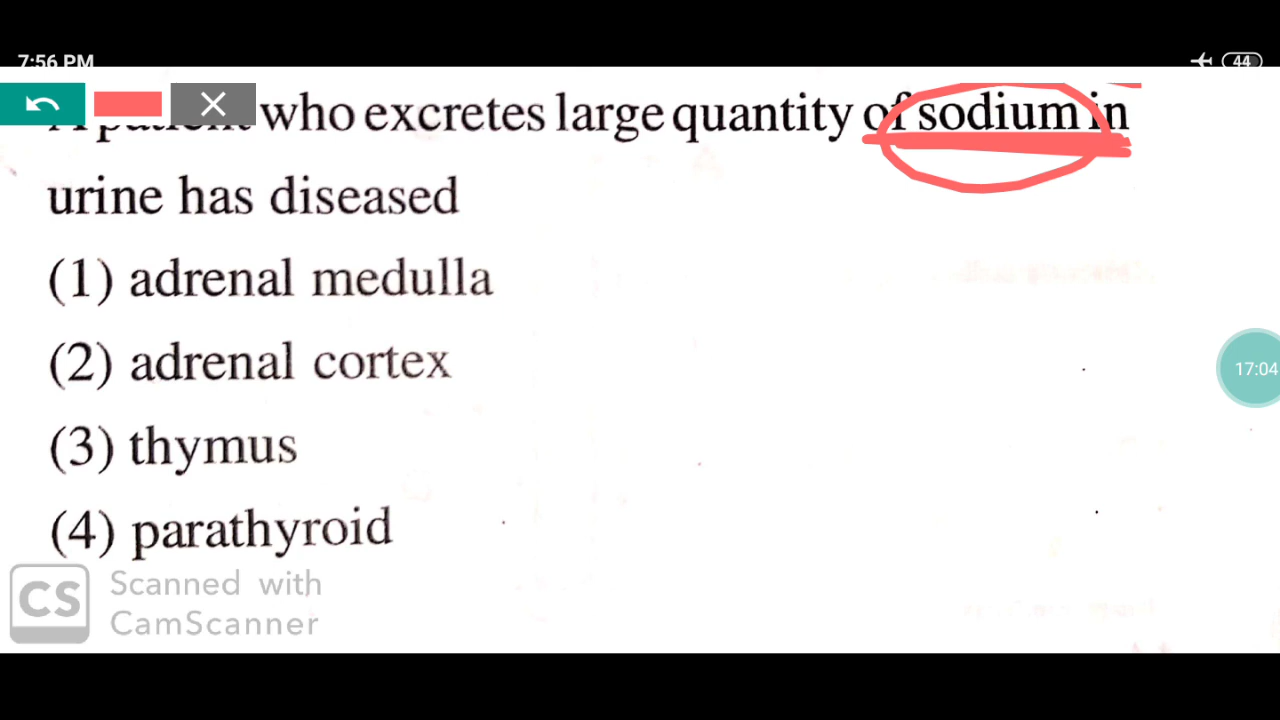 7:56 PM
44
A patient who excretes large quantity of sodium in
urine has diseased
(1) adrenal medulla
(2) adrenal cortex
17:04
(3) thymus
(4) parathyroid
CS
Scanned with
CamScanner